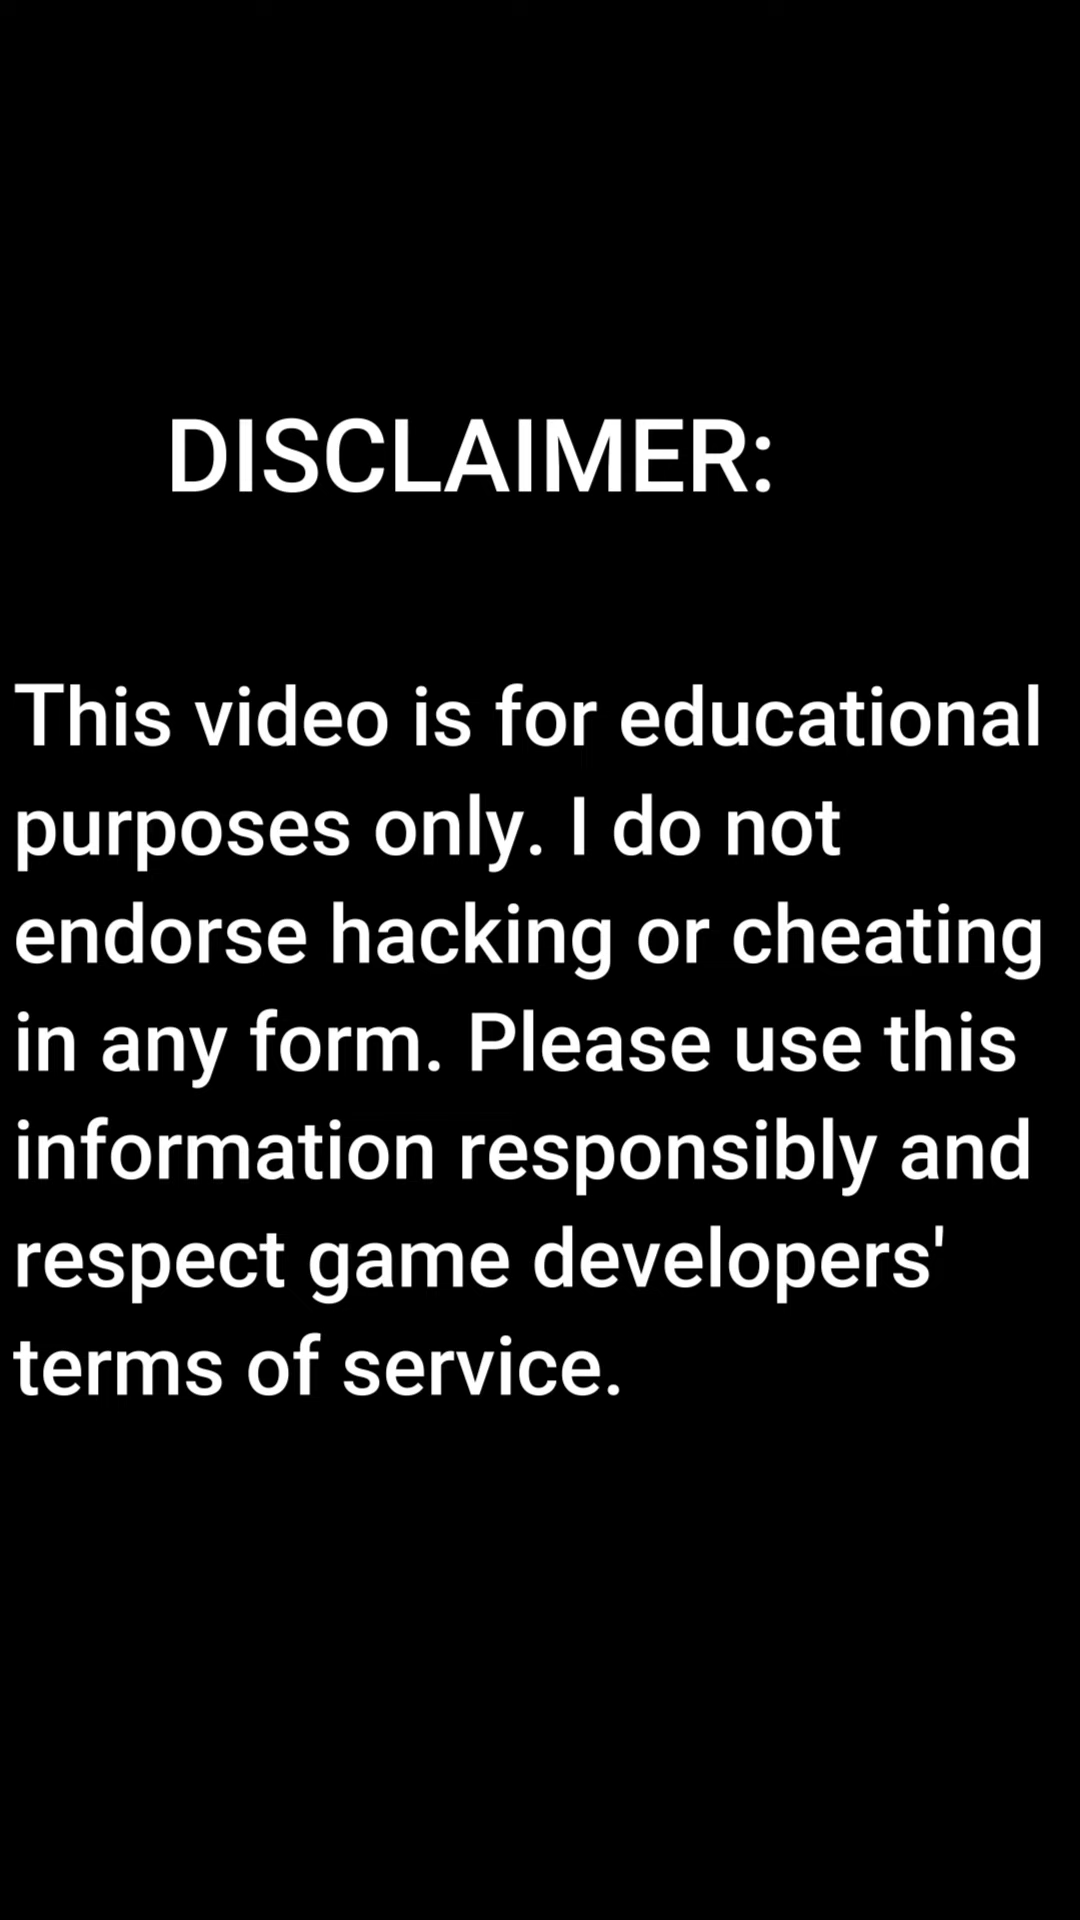 DISCLAIMER:
This video is for educational
purposes only. I do not
endorse hacking or cheating
in any form. Please use this
information responsibly and
respect game developers'
terms of service.